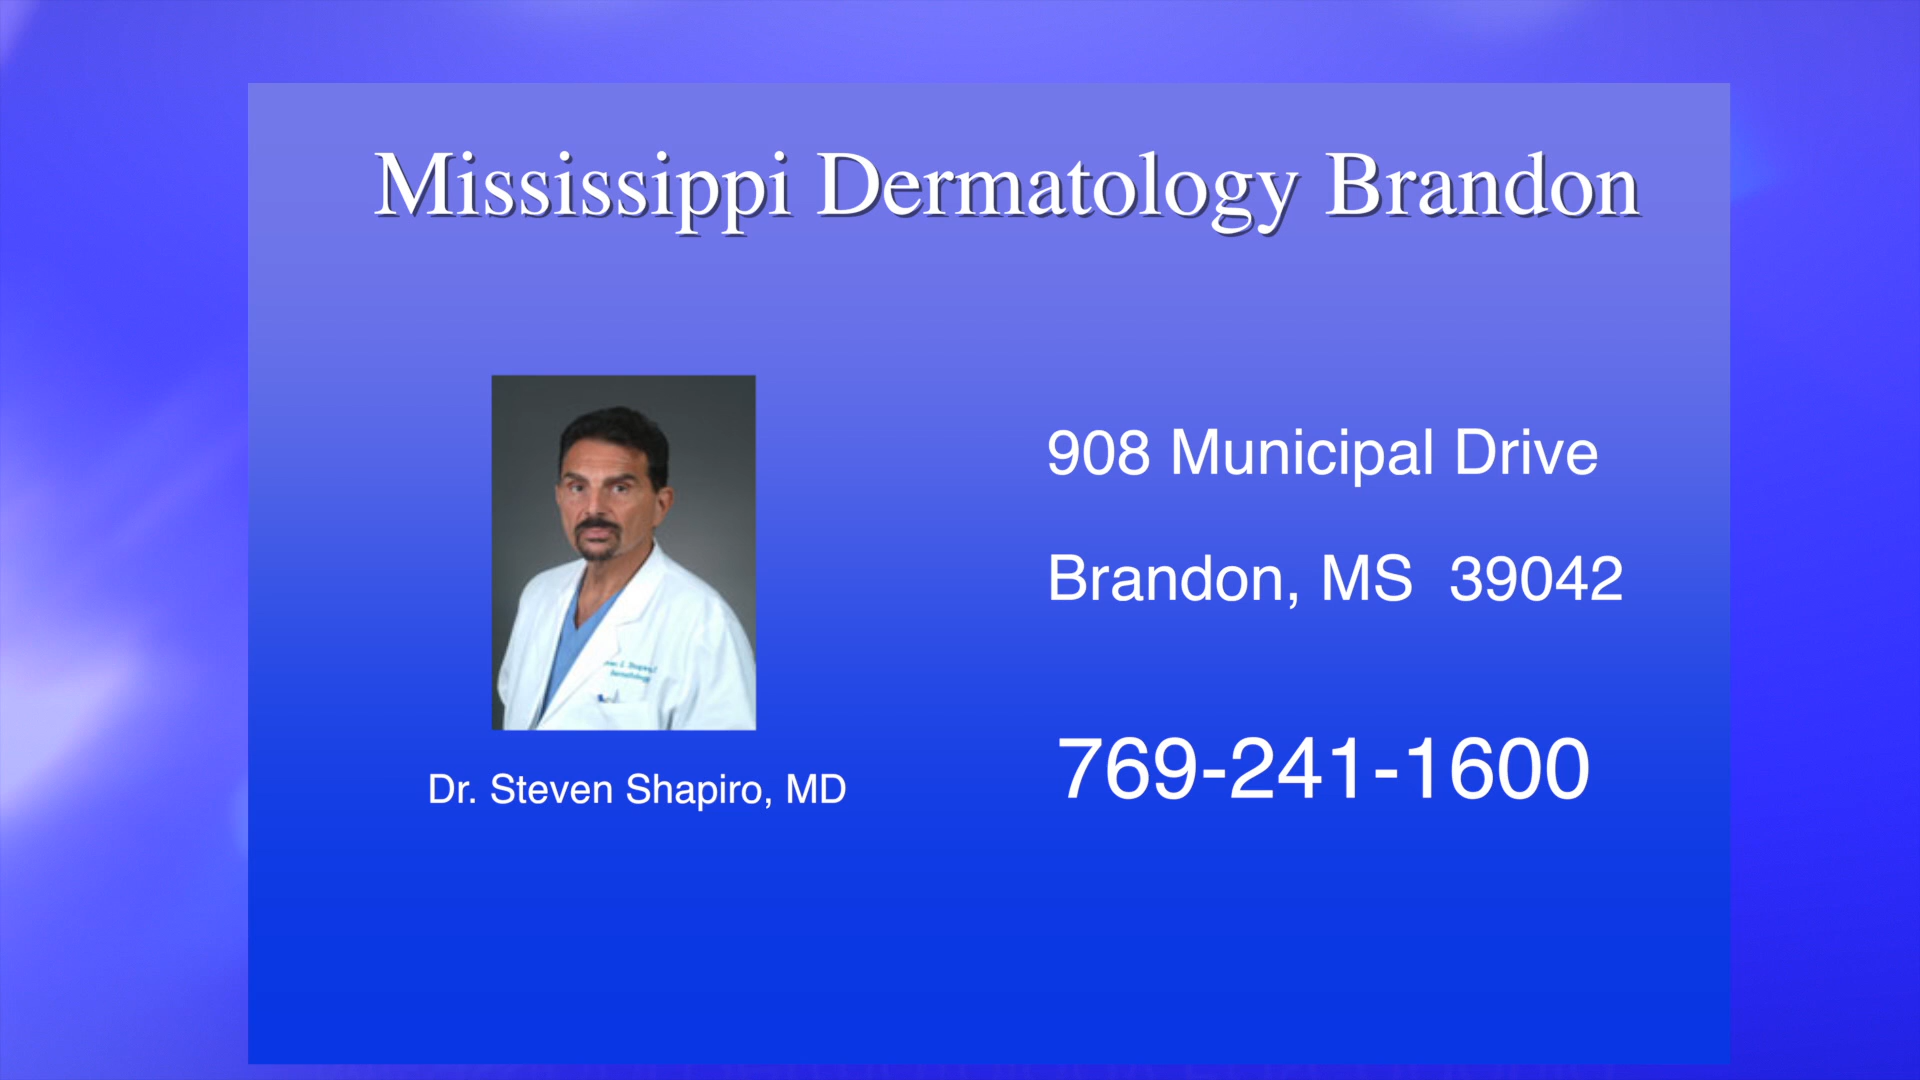 Mississippi Dermatology Brandon
908 Municipal Drive
Brandon, MS 39042
769-241-1600
Dr. Steven Shapiro, MD